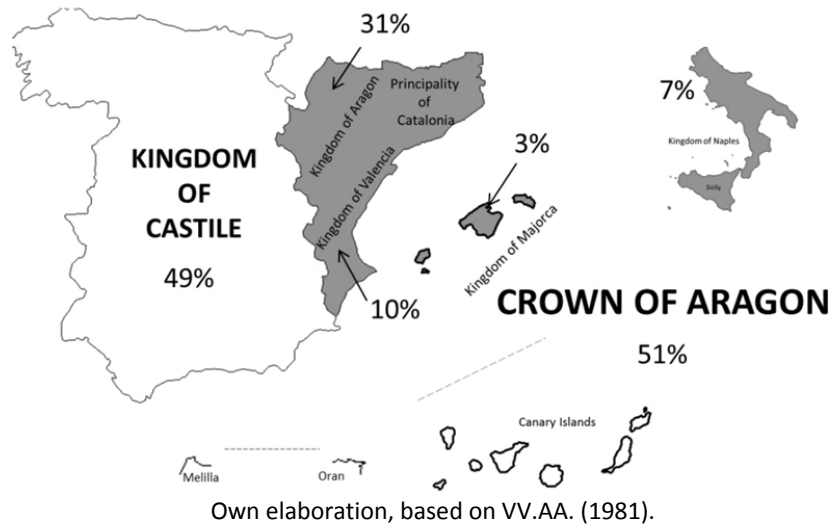 31%
Principality
of
Catalonia
Kingdom of Aragon
7%
Kingdom of Naples
Sicily
3%
KINGDOM
OF
CASTILE
49%
Kingdom of Valencia
Kingdom of Majorca
10%
CROWN OF ARAGON
51%
Canary Islands
Melilla
Oran
Own elaboration, based on VV.AA. (1981).